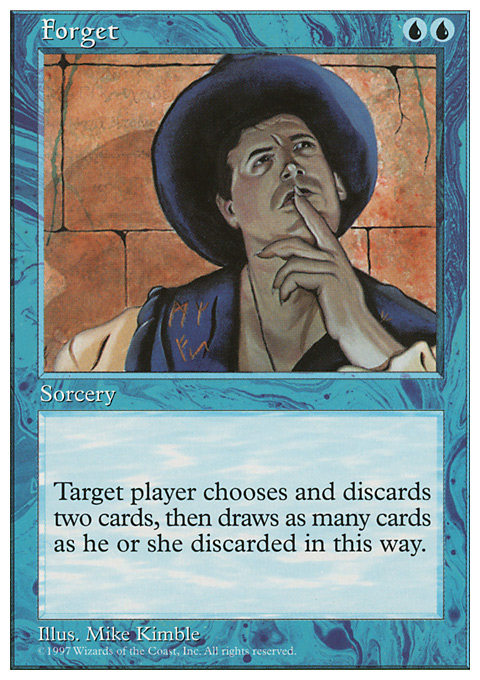 Forget
Sorcery
Target player chooses and discards
two cards, then draws as many cards
as he or she discarded in this way.
Illus. Mike Kimble
©1997 Wizards of the Coast, Inc. All rights reserved.